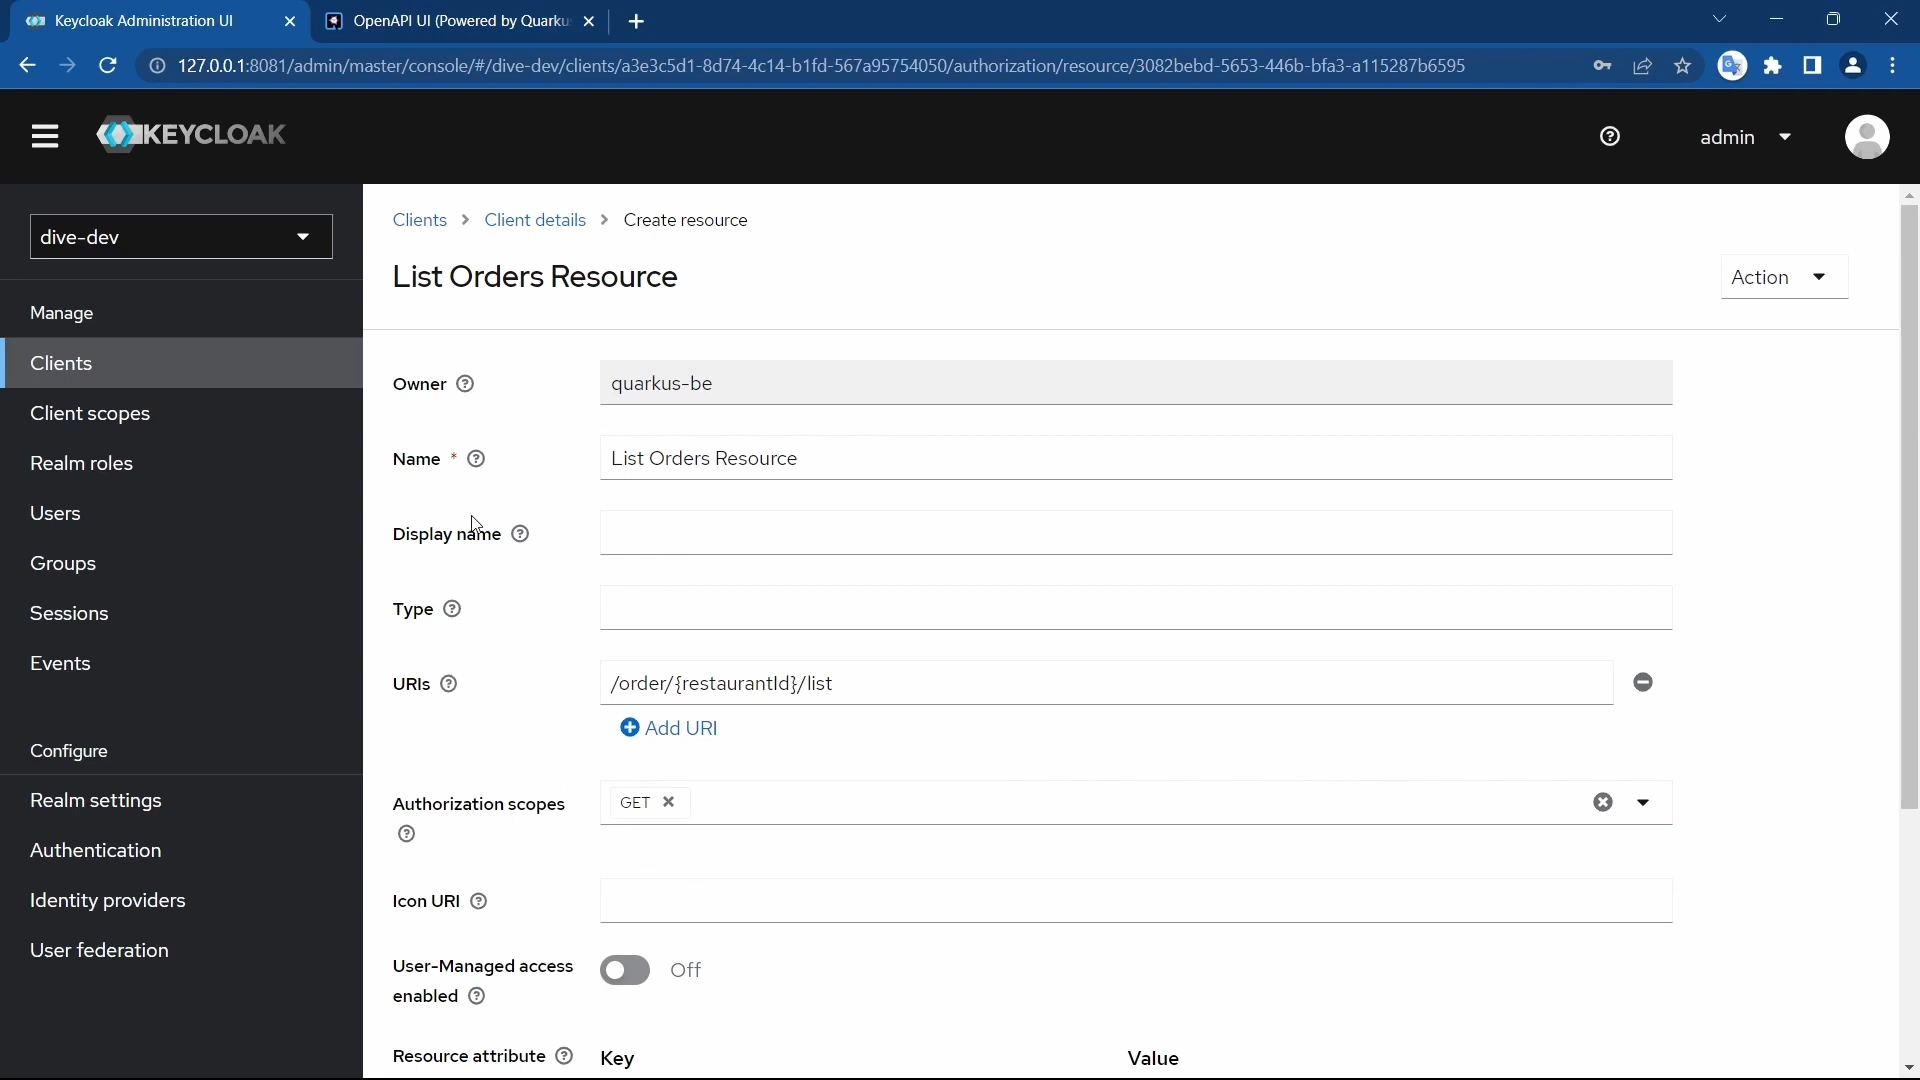 Keycloak Administration UI
OpenAPI UI (Powered by Quarku
127.0.0.1:8081/admin/master/console/#/dive-dev/clients/a3e3c5d1-8d74-4c14-b1fd-567a95754050/authorization/resource/3082bebd-5653-446b-bfa3-a115287b6595
KEYCLOAK
admin
dive-dev
Manage
Clients
Client scopes
Realm roles
Users
Groups
Sessions
Events
Configure
Realm settings
Authentication
Identity providers
User federation
Clients > Client details > Create resource
List Orders Resource
Action
Owner
quarkus-be
Name *
List Orders Resource
Display name
Type
URIs
/order/{restaurantId}/list
Add URI
Authorization scopes
GET
Icon URI
User-Managed access
enabled
Off
Resource attribute
Key
Value